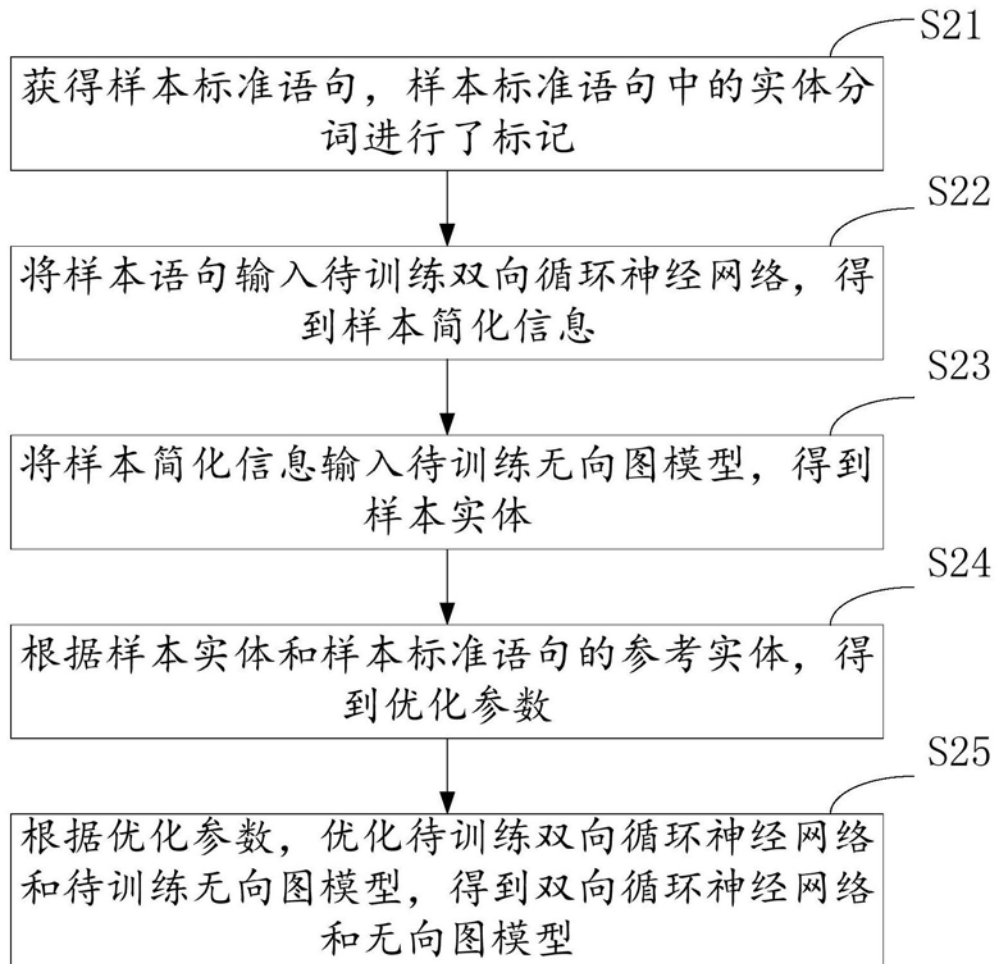 S21
获得样本标准语句，样本标准语句中的实体分
词进行了标记
S22
将样本语句输入待训练双向循环神经网络，得
到样本简化信息
S23
将样本简化信息输入待训练无向图模型，得到
样本实体
S24
根据样本实体和样本标准语句的参考实体，得
到优化参数
S25
根据优化参数，优化待训练双向循环神经网络
和待训练无向图模型，得到双向循环神经网络
和无向图模型